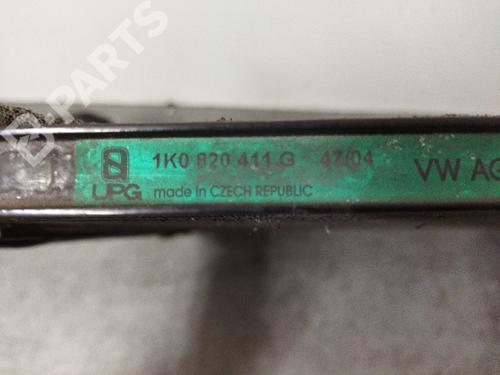 B-PARTS
1K0 820 411 G 47/04 VW AG
UPG made in CZECH REPUBLIC